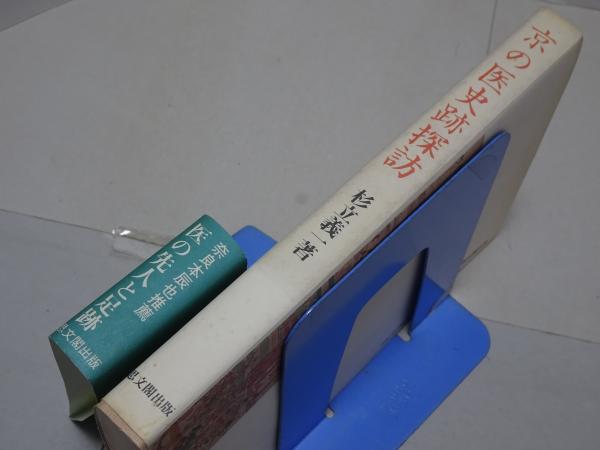 京の医史跡探訪
杉立義一著
思文閣出版
奈良本辰也推薦
医の先人と足跡
思文閣出版